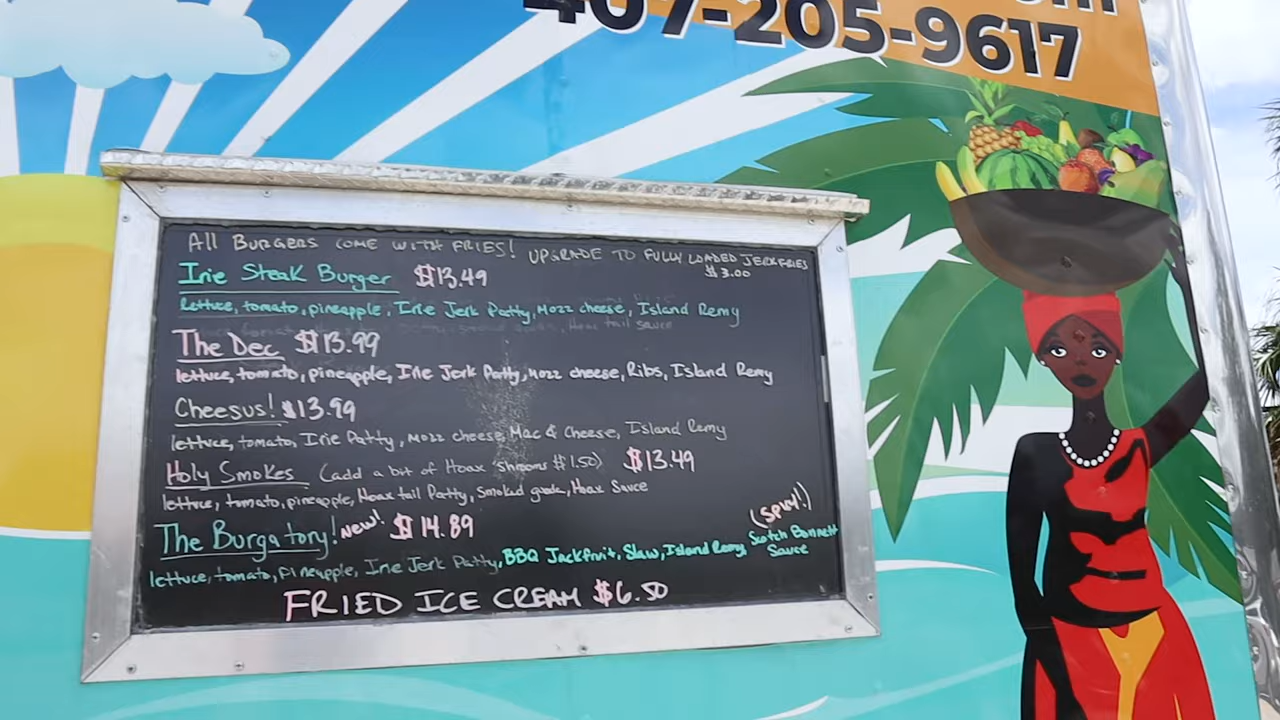 407-205-9617
All BURGERS COME WITH FRIES! UPGRADE TO FULLY LOADED JERK FRIES
$3.00
Irie Steak Burger $13.49
lettuce, tomato, pineapple, Irie Jerk Patty, Mozz cheese, Island Remy
The Dec $13.99
lettuce, tomato, pineapple, Irie Jerk Patty, Mozz cheese, Ribs, Island Remy
Cheesus! $13.99
lettuce, tomato, Irie Patty, Mozz cheese, Mac & Cheese, Island Remy
Holy Smokes (add a bit of Hoax 'shrooms $1.50) $13.49
lettuce, tomato, pineapple, Hoax tail Patty, Smoked gouda, Hoax Sauce
The Burgatory! New! $14.89
lettuce, tomato, Pineapple, Irie Jerk Patty, BBQ Jackfruit, Slaw, Island Remy, Scotch Bonnett
Sauce
(spicy!)
FRIED ICE CREAM $6.50